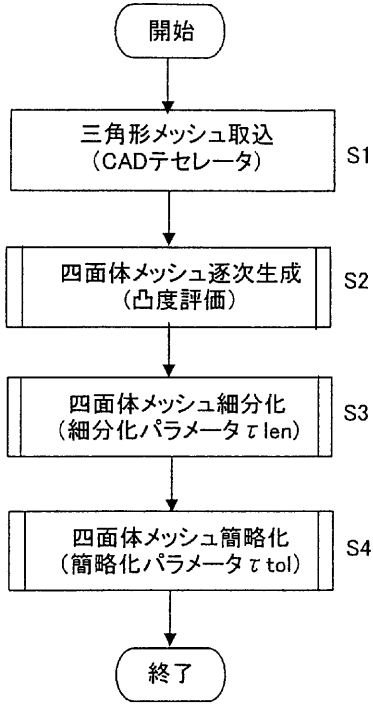 開始
三角形メッシュ取込
(CADテセレータ)
S1
四面体メッシュ逐次生成
(凸度評価)
S2
四面体メッシュ細分化
(細分化パラメータτlen)
S3
四面体メッシュ簡略化
(簡略化パラメータτtol)
S4
終了